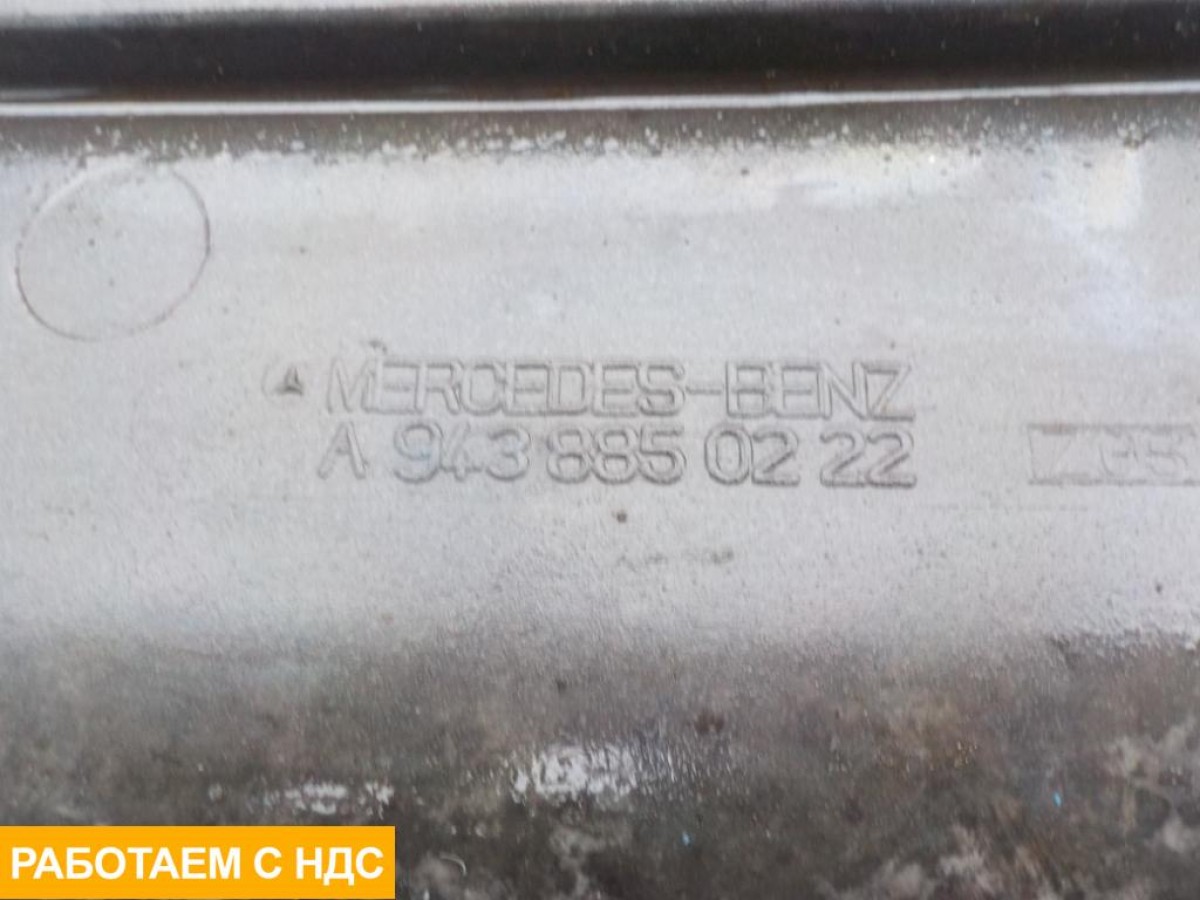 MERCEDES-BENZ
A 943 885 02 22
РАБОТАЕМ С НДС